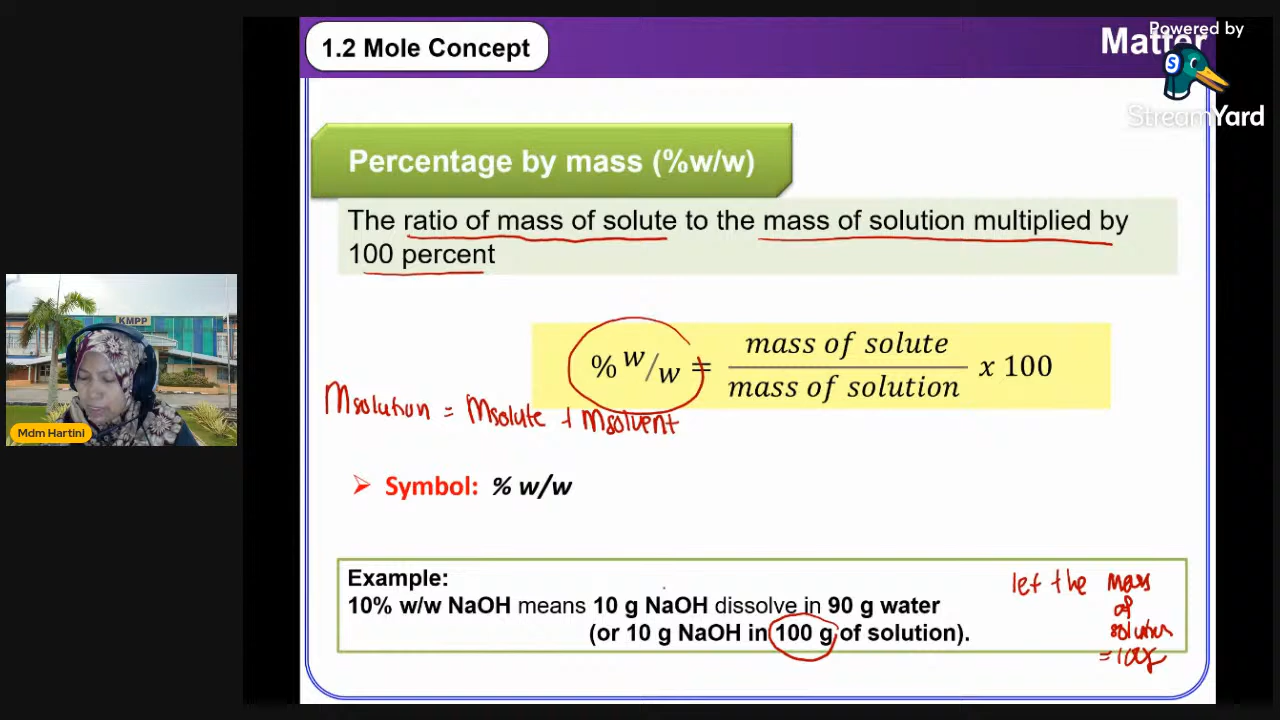 1.2 Mole Concept
Matter
Powered by
S
StreamYard
Percentage by mass (%w/w)
The ratio of mass of solute to the mass of solution multiplied by
100 percent
% w/w = mass of solute / mass of solution x 100
Msolution = Msolute + Msolvent
KMPP
Mdm Hartini
➢ Symbol: % w/w
Example:
10% w/w NaOH means 10 g NaOH dissolve in 90 g water
(or 10 g NaOH in 100 g of solution).
let the mass
of
solution
= 100g